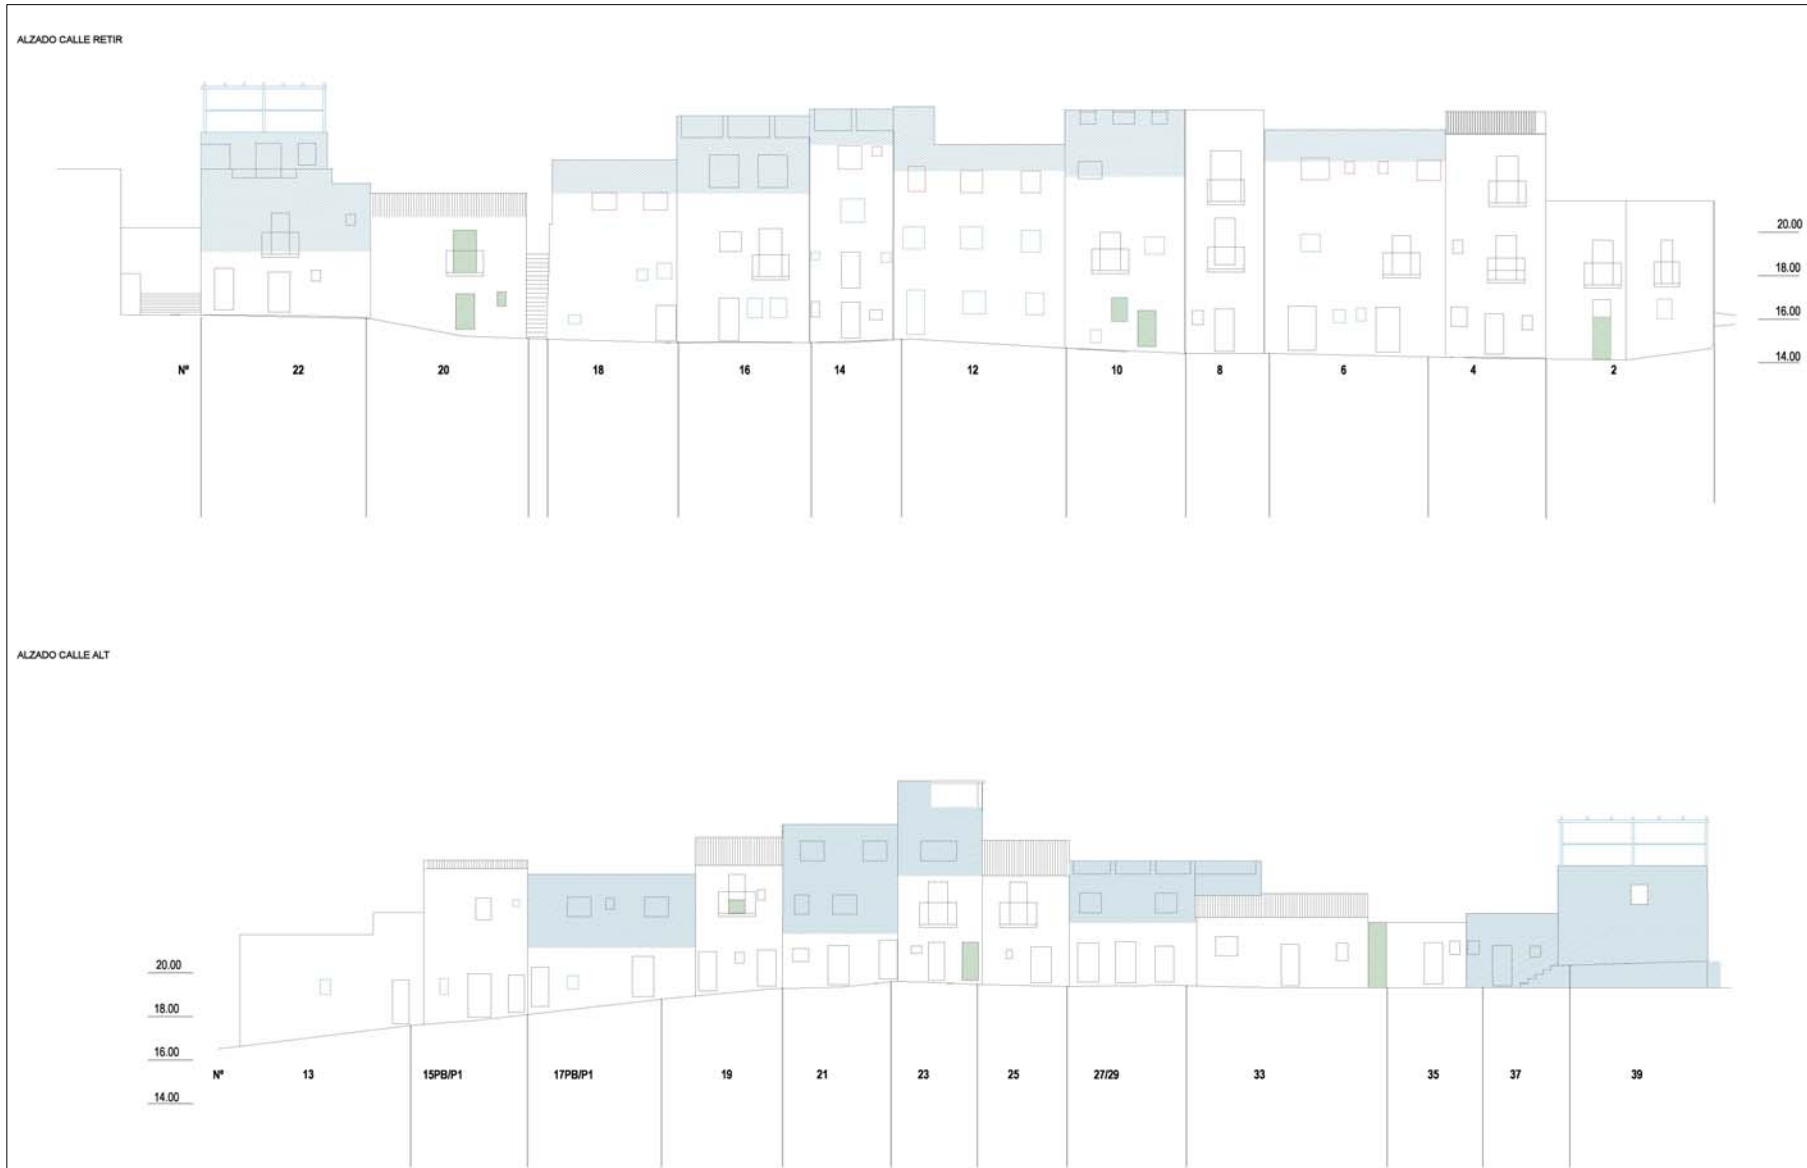 ALZADO CALLE RETIR
20.00
18.00
16.00
14.00
Nº 22 20 18 16 14 12 10 8 6 4 2
ALZADO CALLE ALT
20.00
18.00
16.00
Nº 13 15PB/P1 17PB/P1 19 21 23 25 27/29 33 35 37 39
14.00